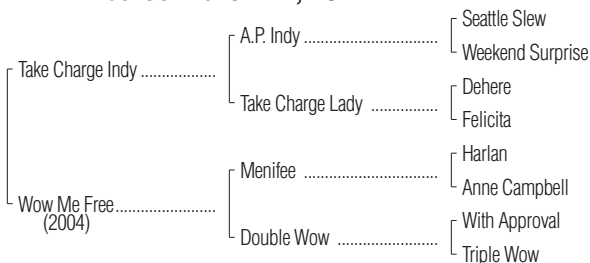 Seattle Slew
A.P. Indy
Weekend Surprise
Take Charge Indy
Dehere
Take Charge Lady
Felicita
Harlan
Menifee
Anne Campbell
Wow Me Free
(2004)
With Approval
Double Wow
Triple Wow